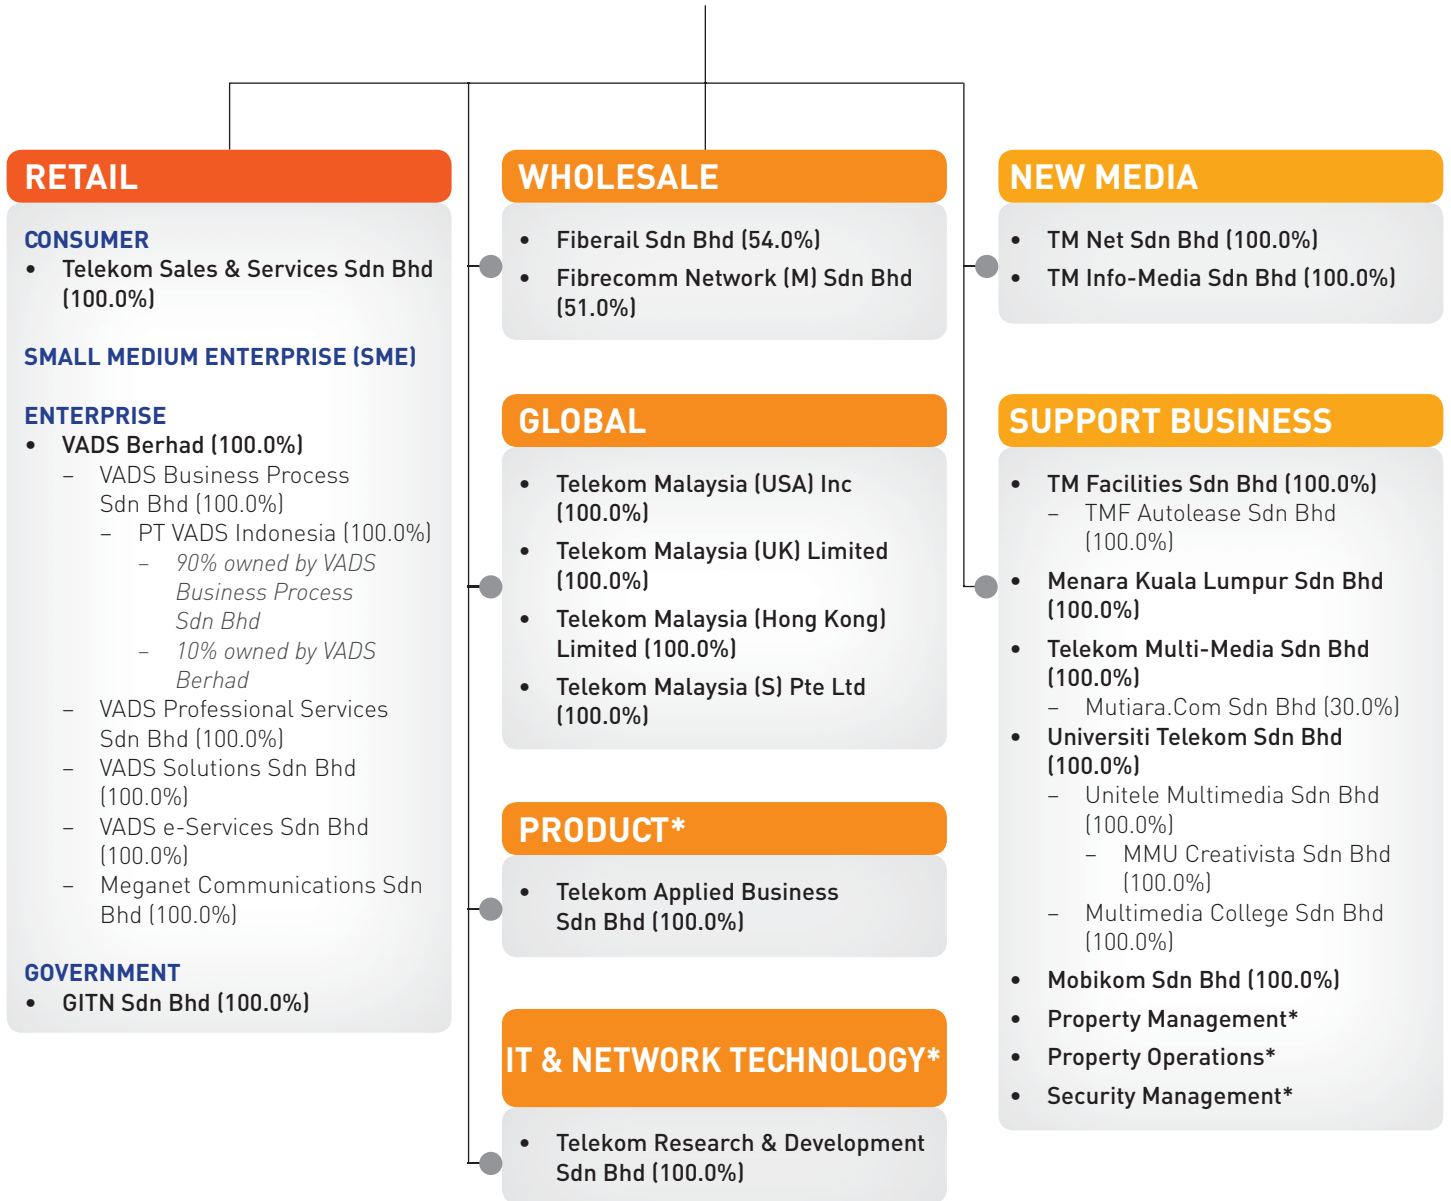 RETAIL
CONSUMER
• Telekom Sales & Services Sdn Bhd
(100.0%)
SMALL MEDIUM ENTERPRISE (SME)
ENTERPRISE
• VADS Berhad (100.0%)
– VADS Business Process
Sdn Bhd (100.0%)
– PT VADS Indonesia (100.0%)
– 90% owned by VADS
Business Process
Sdn Bhd
– 10% owned by VADS
Berhad
– VADS Professional Services
Sdn Bhd (100.0%)
– VADS Solutions Sdn Bhd
(100.0%)
– VADS e-Services Sdn Bhd
(100.0%)
– Meganet Communications Sdn
Bhd (100.0%)
GOVERNMENT
• GITN Sdn Bhd (100.0%)
WHOLESALE
• Fiberail Sdn Bhd (54.0%)
• Fibrecomm Network (M) Sdn Bhd
(51.0%)
GLOBAL
• Telekom Malaysia (USA) Inc
(100.0%)
• Telekom Malaysia (UK) Limited
(100.0%)
• Telekom Malaysia (Hong Kong)
Limited (100.0%)
• Telekom Malaysia (S) Pte Ltd
(100.0%)
PRODUCT*
• Telekom Applied Business
Sdn Bhd (100.0%)
IT & NETWORK TECHNOLOGY*
• Telekom Research & Development
Sdn Bhd (100.0%)
NEW MEDIA
• TM Net Sdn Bhd (100.0%)
• TM Info-Media Sdn Bhd (100.0%)
SUPPORT BUSINESS
• TM Facilities Sdn Bhd (100.0%)
– TMF Autolease Sdn Bhd
(100.0%)
• Menara Kuala Lumpur Sdn Bhd
(100.0%)
• Telekom Multi-Media Sdn Bhd
(100.0%)
– Mutiara.Com Sdn Bhd (30.0%)
• Universiti Telekom Sdn Bhd
(100.0%)
– Unitele Multimedia Sdn Bhd
(100.0%)
– MMU Creativista Sdn Bhd
(100.0%)
– Multimedia College Sdn Bhd
(100.0%)
• Mobikom Sdn Bhd (100.0%)
• Property Management*
• Property Operations*
• Security Management*